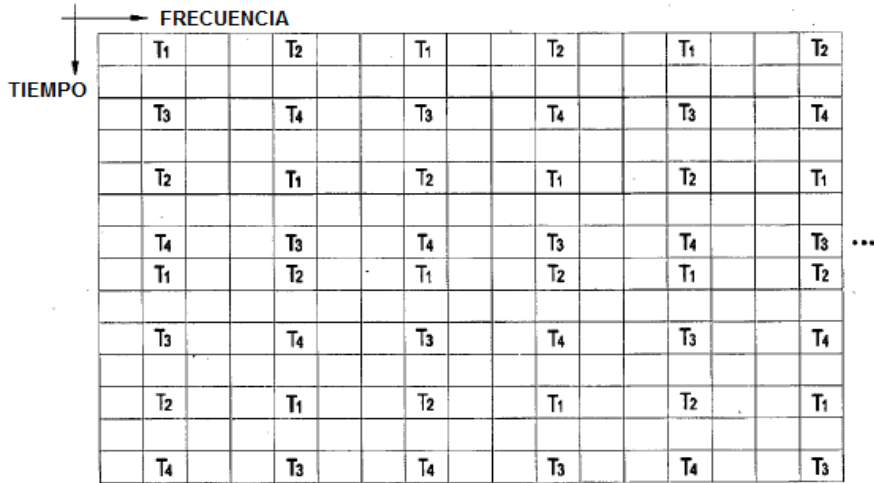 FRECUENCIA
TIEMPO
T1 T2 T1 T2 T1 T2
T3 T4 T3 T4 T3 T4
T2 T1 T2 T1 T2 T1
T4 T3 T4 T3 T4 T3 ...
T1 T2 T1 T2 T1 T2
T3 T4 T3 T4 T3 T4
T2 T1 T2 T1 T2 T1
T4 T3 T4 T3 T4 T3